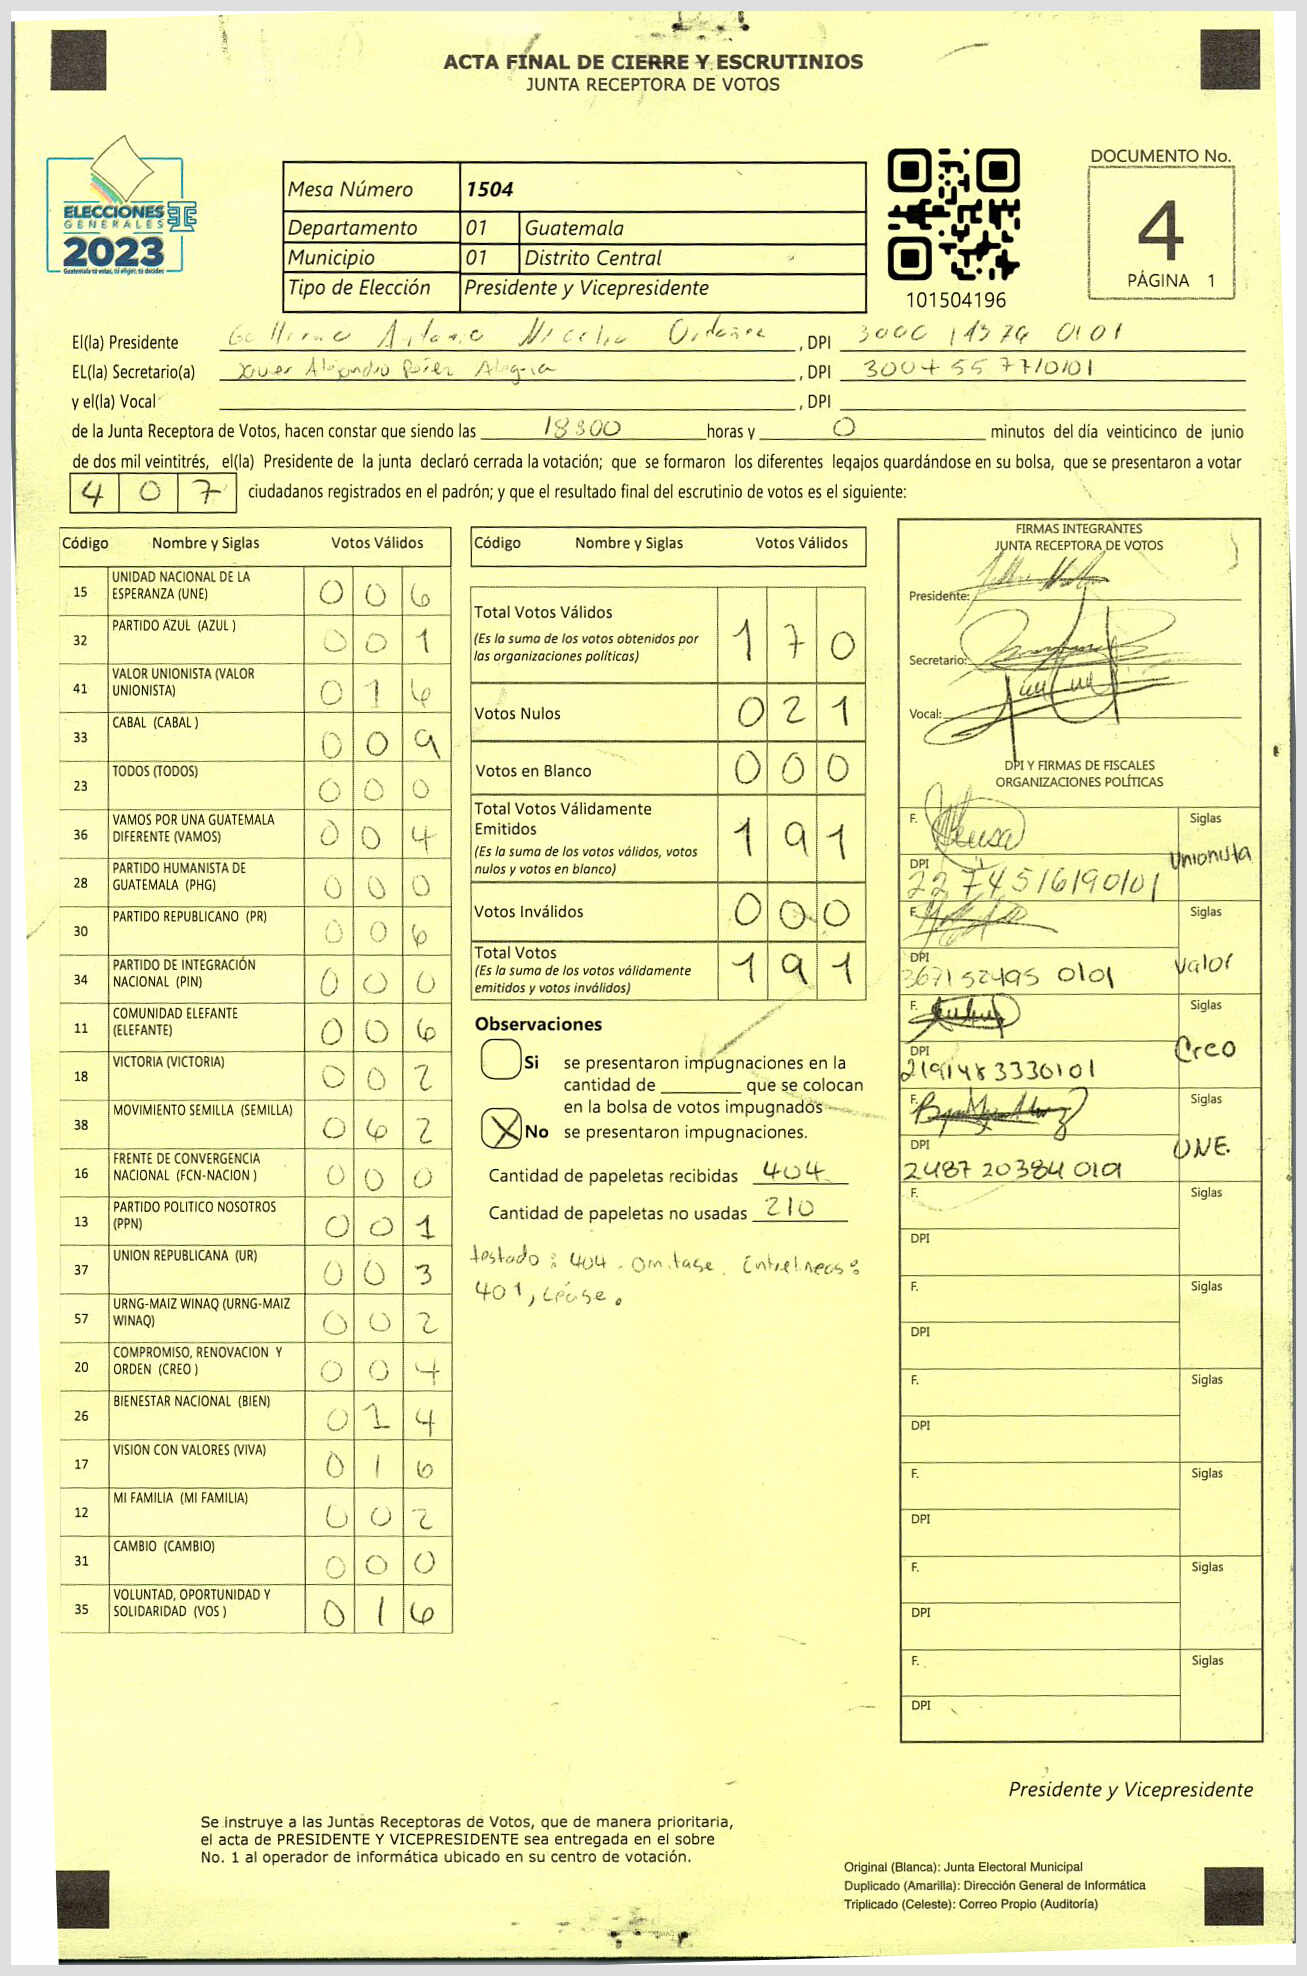 ACTA FINAL DE CIERRE Y ESCRUTINIOS
JUNTA RECEPTORA DE VOTOS
ELECCIONES
GENERALES
2023
Guatemala tú votas, tú eliges, tú decides
Mesa Número 1504
Departamento 01 Guatemala
Municipio 01 Distrito Central
Tipo de Elección Presidente y Vicepresidente
101504196
DOCUMENTO No.
4
PÁGINA 1
El(la) Presidente Antonio , DPI 0101
EL(la) Secretario(a) Xavier Alejandro Pérez Alegria , DPI 3004 55 77/0101
y el(la) Vocal , DPI
de la Junta Receptora de Votos, hacen constar que siendo las 18:00 horas y 0 minutos del día veinticinco de junio
de dos mil veintitrés, el(la) Presidente de la junta declaró cerrada la votación; que se formaron los diferentes legajos guardándose en su bolsa, que se presentaron a votar
4 0 7 ciudadanos registrados en el padrón; y que el resultado final del escrutinio de votos es el siguiente:
Código Nombre y Siglas Votos Válidos
15 UNIDAD NACIONAL DE LA ESPERANZA (UNE) 0 0 6
32 PARTIDO AZUL (AZUL ) 0 0 1
41 VALOR UNIONISTA (VALOR UNIONISTA) 0 1 6
33 CABAL (CABAL ) 0 0 9
23 TODOS (TODOS) 0 0 0
36 VAMOS POR UNA GUATEMALA DIFERENTE (VAMOS) 0 0 4
28 PARTIDO HUMANISTA DE GUATEMALA (PHG) 0 0 0
30 PARTIDO REPUBLICANO (PR) 0 0 6
34 PARTIDO DE INTEGRACIÓN NACIONAL (PIN) 0 0 0
11 COMUNIDAD ELEFANTE (ELEFANTE) 0 0 6
18 VICTORIA (VICTORIA) 0 0 2
38 MOVIMIENTO SEMILLA (SEMILLA) 0 6 2
16 FRENTE DE CONVERGENCIA NACIONAL (FCN-NACION ) 0 0 0
13 PARTIDO POLITICO NOSOTROS (PPN) 0 0 1
37 UNION REPUBLICANA (UR) 0 0 3
57 URNG-MAIZ WINAQ (URNG-MAIZ WINAQ) 0 0 2
20 COMPROMISO, RENOVACION Y ORDEN (CREO ) 0 0 4
26 BIENESTAR NACIONAL (BIEN) 0 1 4
17 VISION CON VALORES (VIVA) 0 1 6
12 MI FAMILIA (MI FAMILIA) 0 0 2
31 CAMBIO (CAMBIO) 0 0 0
35 VOLUNTAD, OPORTUNIDAD Y SOLIDARIDAD (VOS ) 0 1 6
Código Nombre y Siglas Votos Válidos
Total Votos Válidos 1 7 0
(Es la suma de los votos obtenidos por
las organizaciones políticas)
Votos Nulos 0 2 1
Votos en Blanco 0 0 0
Total Votos Válidamente
Emitidos 1 9 1
(Es la suma de los votos válidos, votos
nulos y votos en blanco)
Votos Inválidos 0 0 0
Total Votos 1 9 1
(Es la suma de los votos válidamente
emitidos y votos inválidos)
Observaciones
Si se presentaron impugnaciones en la
cantidad de ________ que se colocan
en la bolsa de votos impugnados
X No se presentaron impugnaciones.
Cantidad de papeletas recibidas 404
Cantidad de papeletas no usadas 210
testado: 404. Omitase. Entrelineas:
401, Léase.
FIRMAS INTEGRANTES
JUNTA RECEPTORA DE VOTOS
Presidente:
Secretario:
Vocal:
DPI Y FIRMAS DE FISCALES
ORGANIZACIONES POLÍTICAS
F. Siglas
Unionista
DPI 2274516190101
F. Siglas
Valor
DPI 367152495 0101
F. Siglas
Creo
DPI 2191483330101
F. Siglas
UNE.
DPI 2487 20384 0101
F. Siglas
DPI
F. Siglas
DPI
F. Siglas
DPI
F. Siglas
DPI
F. Siglas
DPI
F. Siglas
DPI
Presidente y Vicepresidente
Se instruye a las Juntas Receptoras de Votos, que de manera prioritaria,
el acta de PRESIDENTE Y VICEPRESIDENTE sea entregada en el sobre
No. 1 al operador de informática ubicado en su centro de votación.
Original (Blanca): Junta Electoral Municipal
Duplicado (Amarilla): Dirección General de Informática
Triplicado (Celeste): Correo Propio (Auditoría)